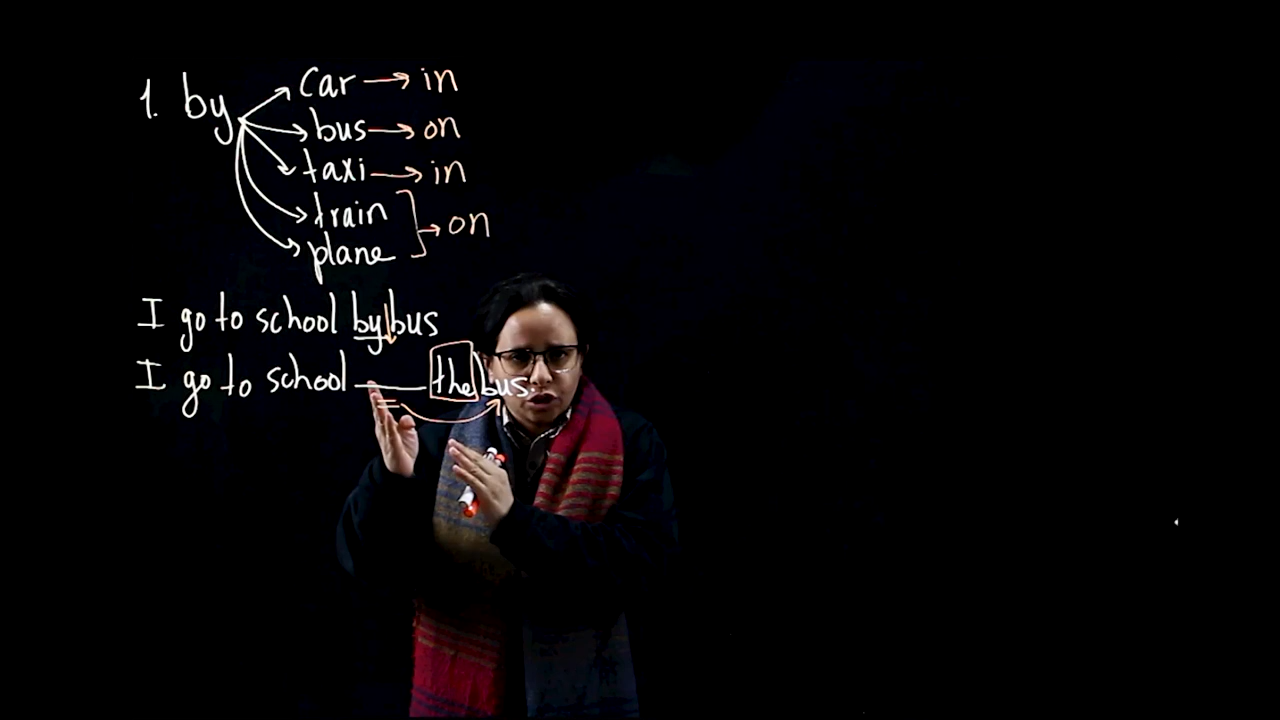 1. by
car → in
bus → on
taxi → in
train
plane
→ on
I go to school by bus
I go to school ____ the bus.